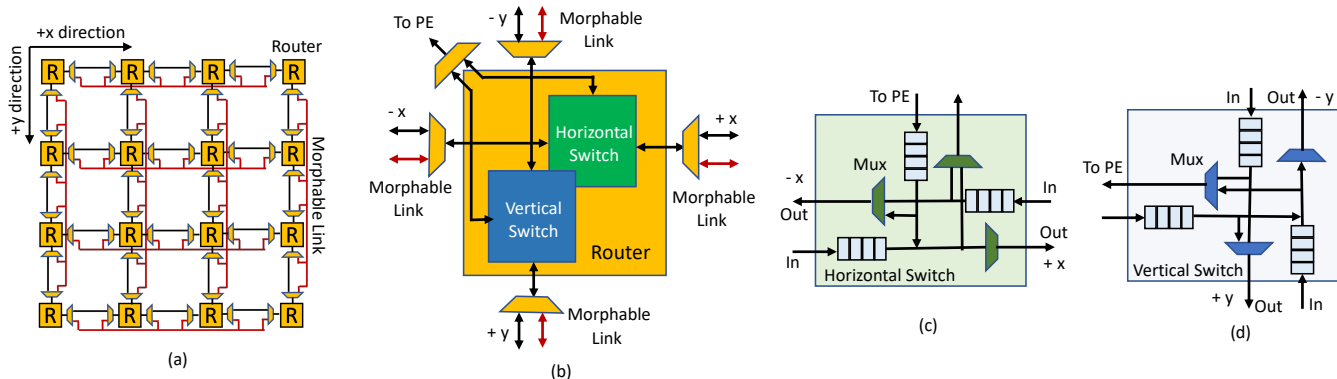 +x direction
+y direction
Router
R R R R
R R R R
R R R R
R R R R
Morphable Link
(a)
To PE
- y
Morphable
Link
- x
Morphable
Link
+ x
Morphable
Link
Horizontal
Switch
Vertical
Switch
Router
+ y
Morphable
Link
(b)
To PE
Mux
- x
Out
In
In
Out
+ x
Horizontal Switch
(c)
In
Out
- y
To PE
Mux
Vertical Switch
+ y
Out
In
(d)